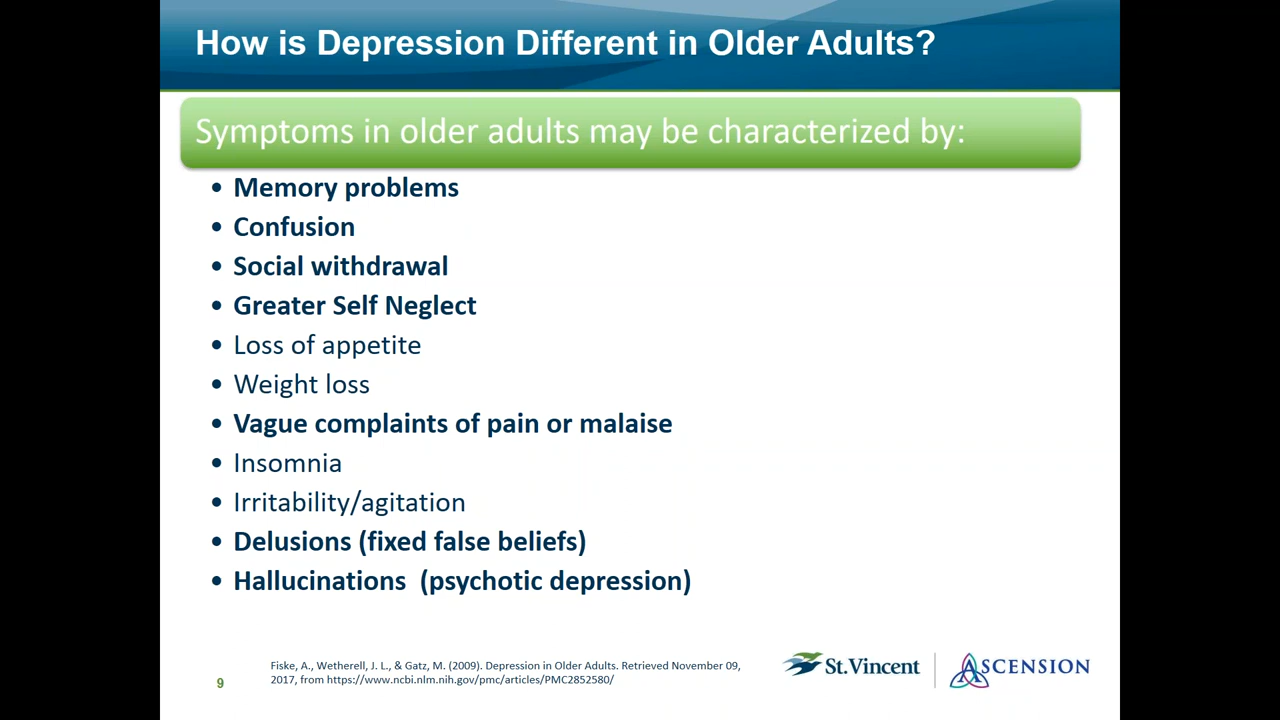 How is Depression Different in Older Adults?
Symptoms in older adults may be characterized by:
• Memory problems
• Confusion
• Social withdrawal
• Greater Self Neglect
• Loss of appetite
• Weight loss
• Vague complaints of pain or malaise
• Insomnia
• Irritability/agitation
• Delusions (fixed false beliefs)
• Hallucinations (psychotic depression)
Fiske, A., Wetherell, J. L., & Gatz, M. (2009). Depression in Older Adults. Retrieved November 09,
2017, from https://www.ncbi.nlm.nih.gov/pmc/articles/PMC2852580/
9
St.Vincent
ASCENSION